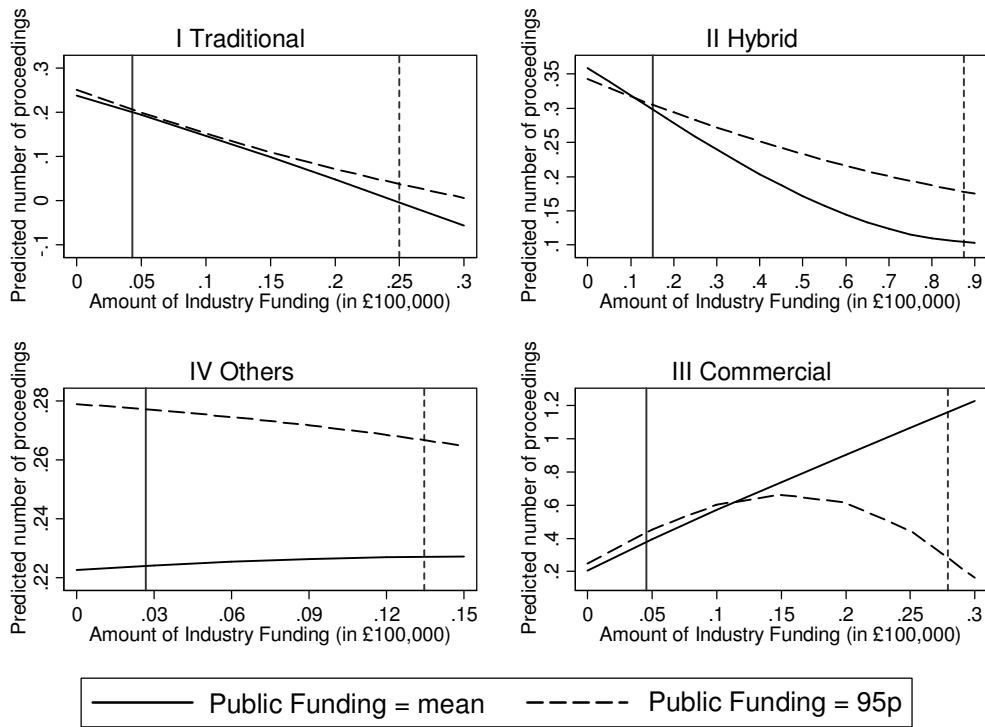 I Traditional
Predicted number of proceedings
.3
.2
.1
0
-.1
0 .05 .1 .15 .2 .25 .3
Amount of Industry Funding (in £100,000)
II Hybrid
Predicted number of proceedings
.35
.3
.25
.2
.15
.1
0 .1 .2 .3 .4 .5 .6 .7 .8 .9
Amount of Industry Funding (in £100,000)
IV Others
Predicted number of proceedings
.28
.26
.24
.22
0 .03 .06 .09 .12 .15
Amount of Industry Funding (in £100,000)
III Commercial
Predicted number of proceedings
1.2
1
.8
.6
.4
.2
0 .05 .1 .15 .2 .25 .3
Amount of Industry Funding (in £100,000)
Public Funding = mean Public Funding = 95p